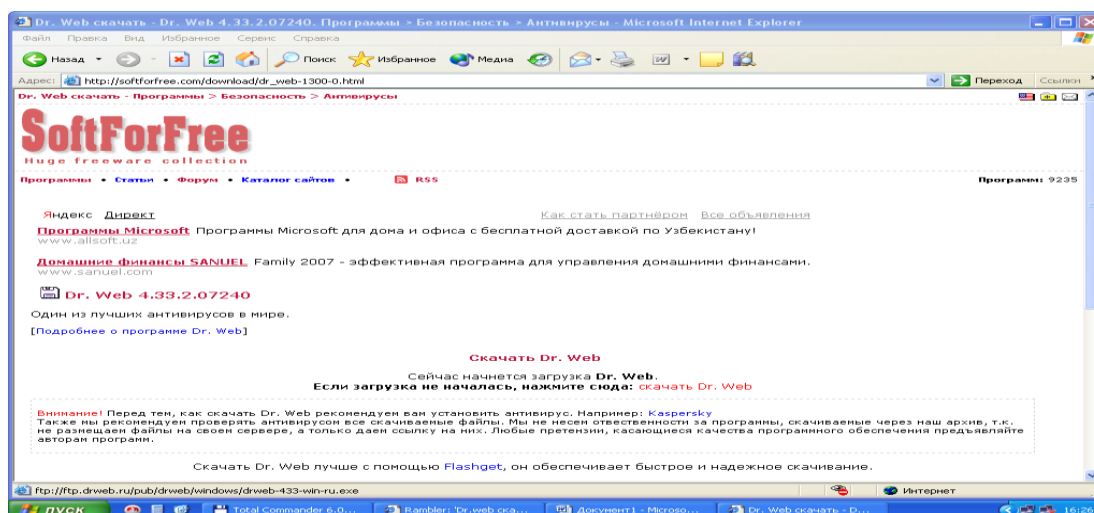 Dr. Web скачать - Dr. Web 4.33.2.07240. Программы > Безопасность > Антивирусы - Microsoft Internet Explorer
Файл Правка Вид Избранное Сервис Справка
Назад Поиск Избранное Медиа
Адрес: http://softforfree.com/download/dr_web-1300-0.html Переход Ссылки
Dr. Web скачать - Программы > Безопасность > Антивирусы
SoftForFree
Huge freeware collection
Программы • Статьи • Форум • Каталог сайтов • RSS Программ: 9235
Яндекс Директ Как стать партнёром Все объявления
Программы Microsoft Программы Microsoft для дома и офиса с бесплатной доставкой по Узбекистану!
www.allsoft.uz
Домашние финансы SANUEL Family 2007 - эффективная программа для управления домашними финансами.
www.sanuel.com
Dr. Web 4.33.2.07240
Один из лучших антивирусов в мире.
[Подробнее о программе Dr. Web]
Скачать Dr. Web
Сейчас начнется загрузка Dr. Web.
Если загрузка не началась, нажмите сюда: скачать Dr. Web
Внимание! Перед тем, как скачать Dr. Web рекомендуем вам установить антивирус. Например: Kaspersky
Также мы рекомендуем проверять антивирусом все скачиваемые файлы. Мы не несем отвественности за программы, скачиваемые через наш архив, т.к.
не размещаем файлы на своем сервере, а только даем ссылку на них. Любые претензии, касающиеся качества программного обеспечения предъявляйте
авторам программ.
Скачать Dr. Web лучше с помощью Flashget, он обеспечивает быстрое и надежное скачивание.
ftp://ftp.drweb.ru/pub/drweb/windows/drweb-433-win-ru.exe Интернет
пуск Total Commander 6.0... Rambler: 'Dr.web ска... Документ1 - Microso... Dr. Web скачать - D... 16:26